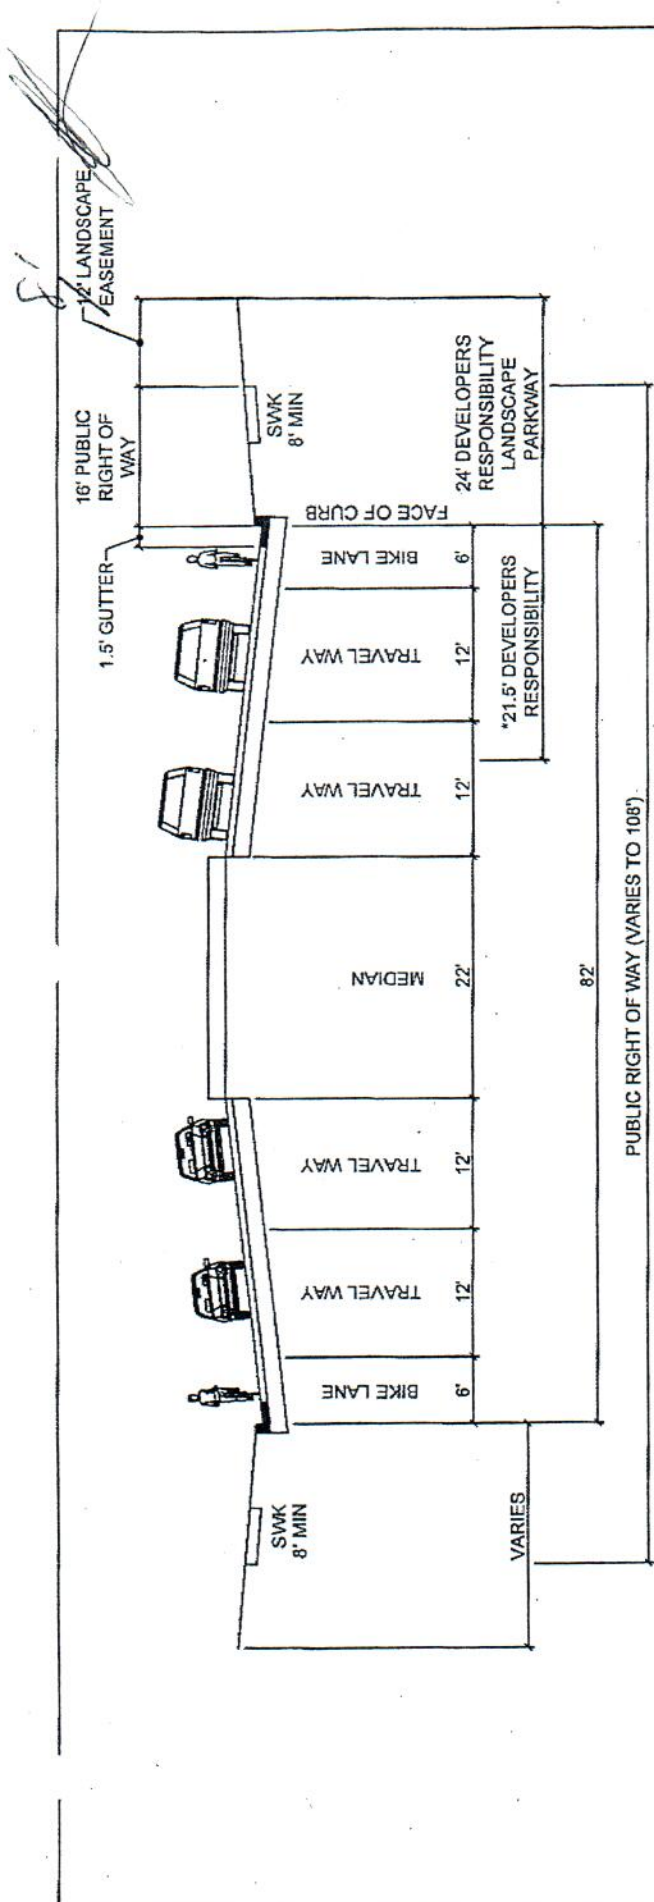 8'
12' LANDSCAPE
EASEMENT
16' PUBLIC
RIGHT OF
WAY
1.5' GUTTER
SWK
8' MIN
SWK
8' MIN
FACE OF CURB
BIKE LANE
TRAVEL WAY
TRAVEL WAY
MEDIAN
TRAVEL WAY
TRAVEL WAY
BIKE LANE
6'
12'
12'
22'
12'
12'
6'
24' DEVELOPERS
RESPONSIBILITY
LANDSCAPE
PARKWAY
*21.5' DEVELOPERS
RESPONSIBILITY
VARIES
82'
PUBLIC RIGHT OF WAY (VARIES TO 108')